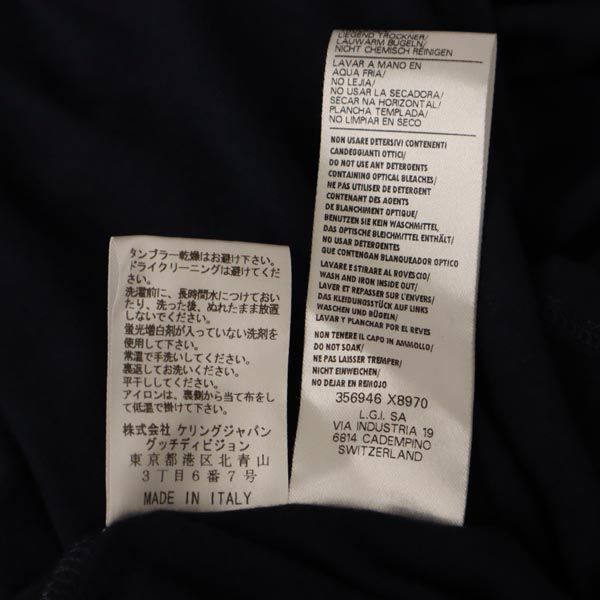 LIEGEND TROCKNER/
LAUWARM BÜGELN/
NICHT CHEMISCH REINIGEN
LAVAR A MANO EN
AQUA FRIA/
NO LEJIA/
NO USAR LA SECADORA/
SECAR NA HORIZONTAL/
PLANCHA TEMPLADA/
NO LIMPIAR EN SECO
NON USARE DETERSIVI CONTENENTI
CANDEGGIANTI OTTICI/
DO NOT USE ANY DETERGENTS
CONTAINING OPTICAL BLEACHES/
NE PAS UTILISER DE DETERGENT
CONTENANT DES AGENTS
DE BLANCHIMENT OPTIQUE/
BENUTZEN SIE KEIN WASCHMITTEL,
DAS OPTISCHE BLEICHMITTEL ENTHÄLT/
NO USAR DETERGENTES
QUE CONTENGAN BLANQUEADOR OPTICO
LAVARE E STIRARE AL ROVESCIO/
WASH AND IRON INSIDE OUT/
LAVER ET REPASSER SUR L'ENVERS/
DAS KLEIDUNGSSTÜCK AUF LINKS
WASCHEN UND BÜGELN/
LAVAR Y PLANCHAR POR EL REVES
NON TENERE IL CAPO IN AMMOLLO/
DO NOT SOAK/
NE PAS LAISSER TREMPER/
NICHT EINWEICHEN/
NO DEJAR EN REMOJO
356946 X8970
L.G.I. SA
VIA INDUSTRIA 19
6814 CADEMPINO
SWITZERLAND
タンブラー乾燥はお避け下さい。
ドライクリーニングは避けてくだ
さい。
洗濯前に、長時間水につけておい
たり、洗った後、ぬれたまま放置
しないでください。
蛍光増白剤が入っていない洗剤を
使用して下さい。
常温で手洗いしてください。
裏返してお洗いください。
平干ししてください。
アイロンは、裏側から当て布をし
て低温で掛けて下さい。
株式会社 ケリングジャパン
グッチディビジョン
東京都港区北青山
3丁目6番7号
MADE IN ITALY